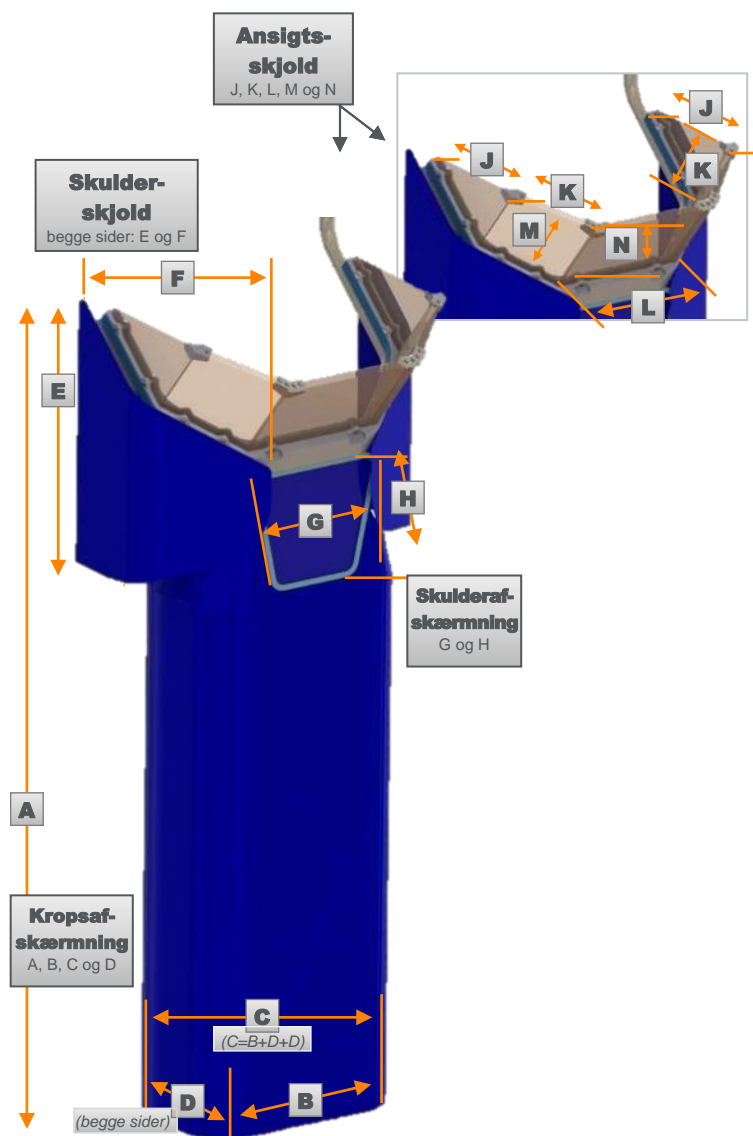 Ansigts-
skjold
J, K, L, M og N
J
J
K
K
M
N
L
Skulder-
skjold
begge sider: E og F
F
E
H
G
Skulderaf-
skærmning
G og H
A
Kropsaf-
skærmning
A, B, C og D
C
(C=B+D+D)
D
B
(begge sider)